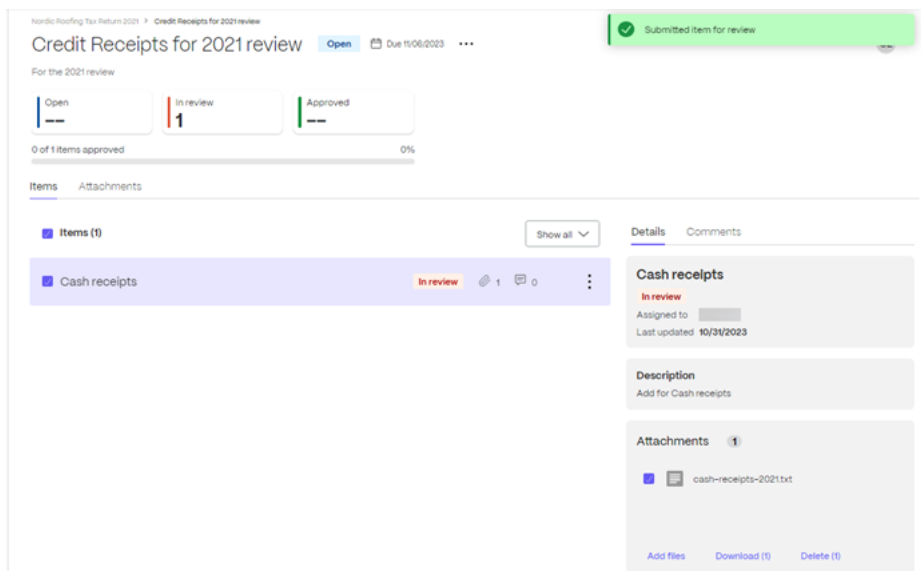 Nordic Roofing Tax Return 2021 > Credit Receipts for 2021 review
Credit Receipts for 2021 review Open Due 11/06/2023 •••
Submitted item for review
For the 2021 review
Open In review Approved
-- 1 --
0 of 1 items approved 0%
Items Attachments
Items (1) Show all
Details Comments
Cash receipts In review 1 0
Cash receipts
In review
Assigned to
Last updated 10/31/2023
Description
Add for Cash receipts
Attachments 1
cash-receipts-2021.txt
Add files Download (1) Delete (1)